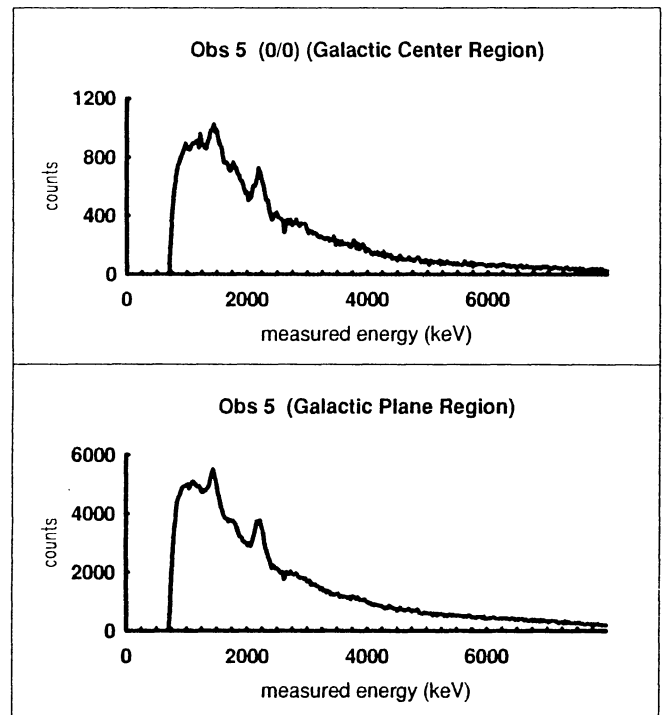 Obs 5 (0/0) (Galactic Center Region)
1200
800
400
0
counts
0 2000 4000 6000
measured energy (keV)
Obs 5 (Galactic Plane Region)
6000
4000
2000
0
counts
0 2000 4000 6000
measured energy (keV)